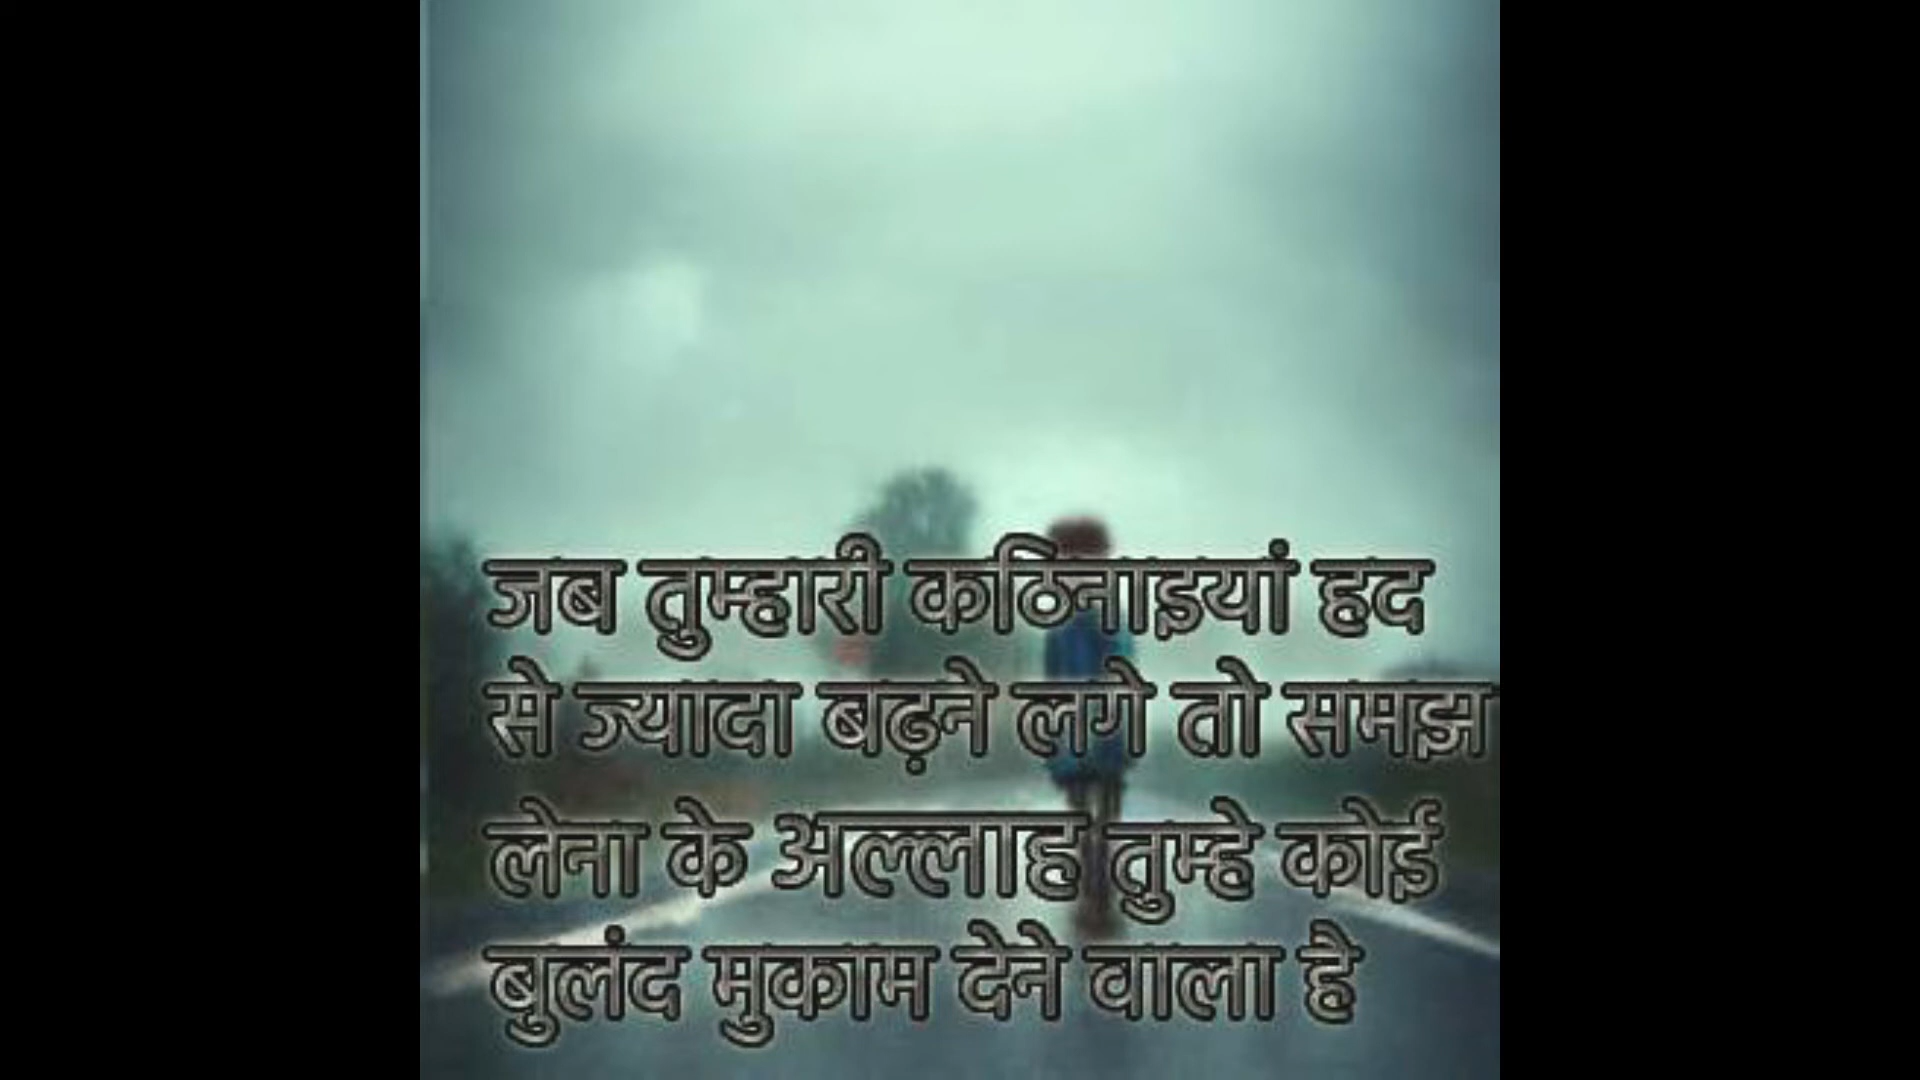 जब तुम्हारी कठिनाइयां हद
से ज्यादा बढ़ने लगे तो समझ
लेना के अल्लाह तुम्हे कोई
बुलंद मुकाम देने वाला है